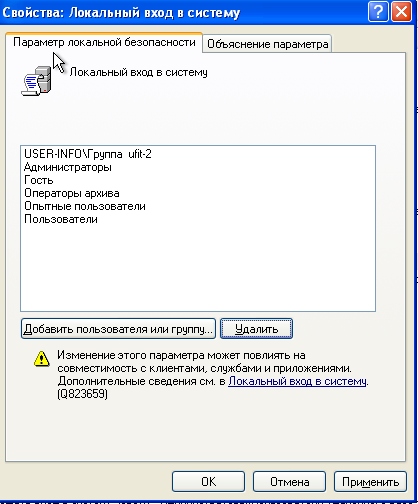 Свойства: Локальный вход в систему
Параметр локальной безопасности
Объяснение параметра
Локальный вход в систему
USER-INFO\Группа ufit-2
Администраторы
Гость
Операторы архива
Опытные пользователи
Пользователи
Добавить пользователя или группу...
Удалить
Изменение этого параметра может повлиять на
совместимость с клиентами, службами и приложениями.
Дополнительные сведения см. в Локальный вход в систему.
(Q823659)
OK
Отмена
Применить